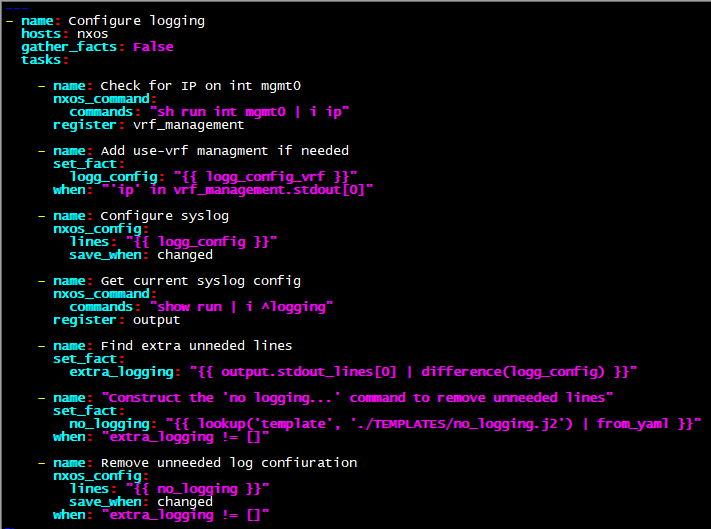 ---
- name: Configure logging
  hosts: nxos
  gather_facts: False
  tasks:

    - name: Check for IP on int mgmt0
      nxos_command:
        commands: "sh run int mgmt0 | i ip"
      register: vrf_management

    - name: Add use-vrf managment if needed
      set_fact:
        logg_config: "{{ logg_config_vrf }}"
      when: "'ip' in vrf_management.stdout[0]"

    - name: Configure syslog
      nxos_config:
        lines: "{{ logg_config }}"
        save_when: changed

    - name: Get current syslog config
      nxos_command:
        commands: "show run | i ^logging"
      register: output

    - name: Find extra unneded lines
      set_fact:
        extra_logging: "{{ output.stdout_lines[0] | difference(logg_config) }}"

    - name: "Construct the 'no logging...' command to remove unneeded lines"
      set_fact:
        no_logging: "{{ lookup('template', './TEMPLATES/no_logging.j2') | from_yaml }}"
      when: "extra_logging != []"

    - name: Remove unneeded log confiuration
      nxos_config:
        lines: "{{ no_logging }}"
        save_when: changed
      when: "extra_logging != []"